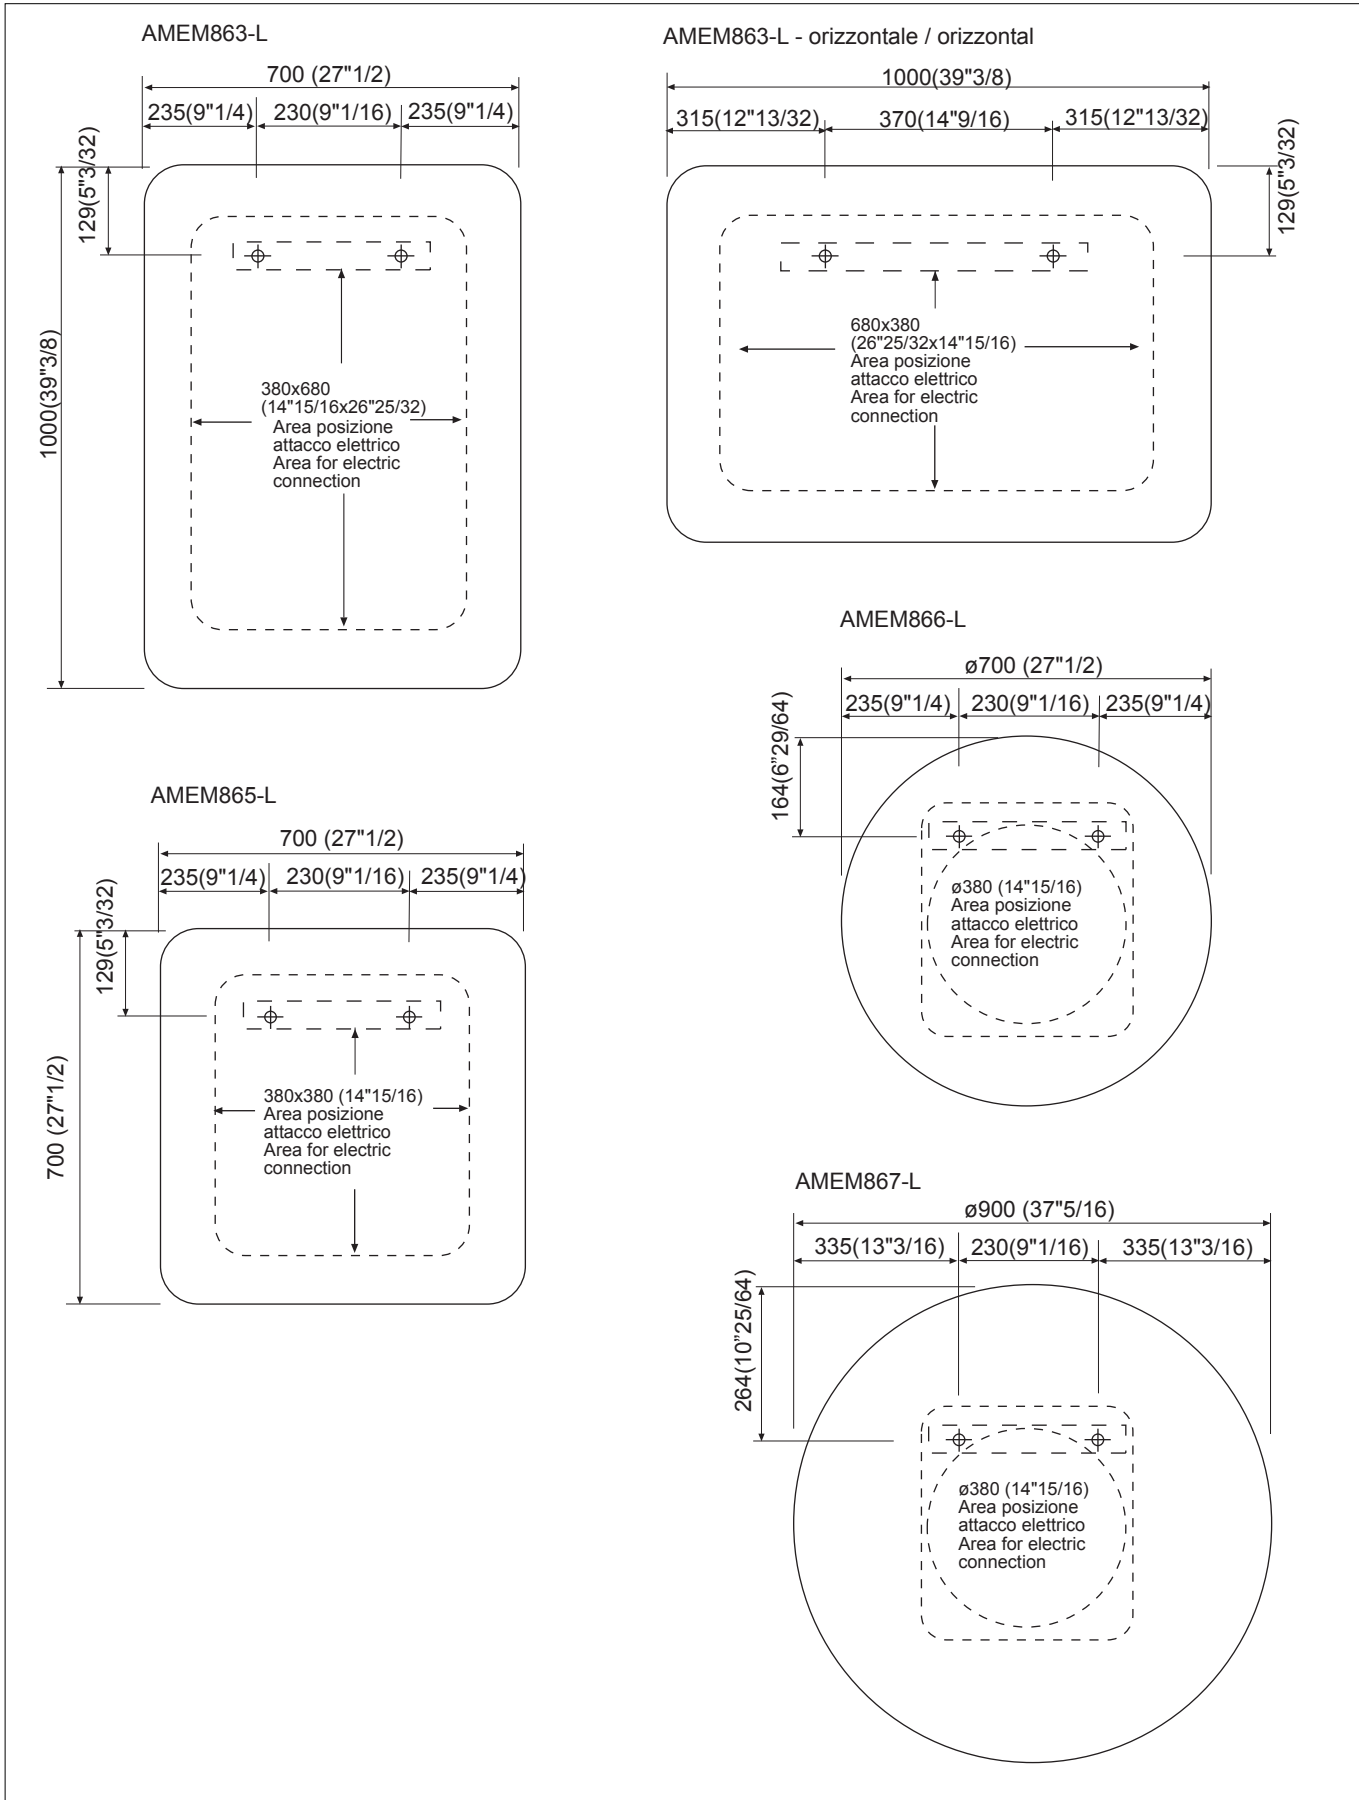 AMEM863-L
700 (27"1/2)
235(9"1/4)
230(9"1/16)
235(9"1/4)
129(5"3/32)
1000(39"3/8)
380x680
(14"15/16x26"25/32)
Area posizione
attacco elettrico
Area for electric
connection
AMEM863-L - orizzontale / orizzontal
1000(39"3/8)
315(12"13/32)
370(14"9/16)
315(12"13/32)
129(5"3/32)
680x380
(26"25/32x14"15/16)
Area posizione
attacco elettrico
Area for electric
connection
AMEM866-L
ø700 (27"1/2)
235(9"1/4)
230(9"1/16)
235(9"1/4)
164(6”29/64)
ø380 (14"15/16)
Area posizione
attacco elettrico
Area for electric
connection
AMEM865-L
700 (27"1/2)
235(9"1/4)
230(9"1/16)
235(9"1/4)
129(5"3/32)
700 (27"1/2)
380x380 (14"15/16)
Area posizione
attacco elettrico
Area for electric
connection
AMEM867-L
ø900 (37"5/16)
335(13"3/16)
230(9"1/16)
335(13"3/16)
264(10”25/64)
ø380 (14"15/16)
Area posizione
attacco elettrico
Area for electric
connection